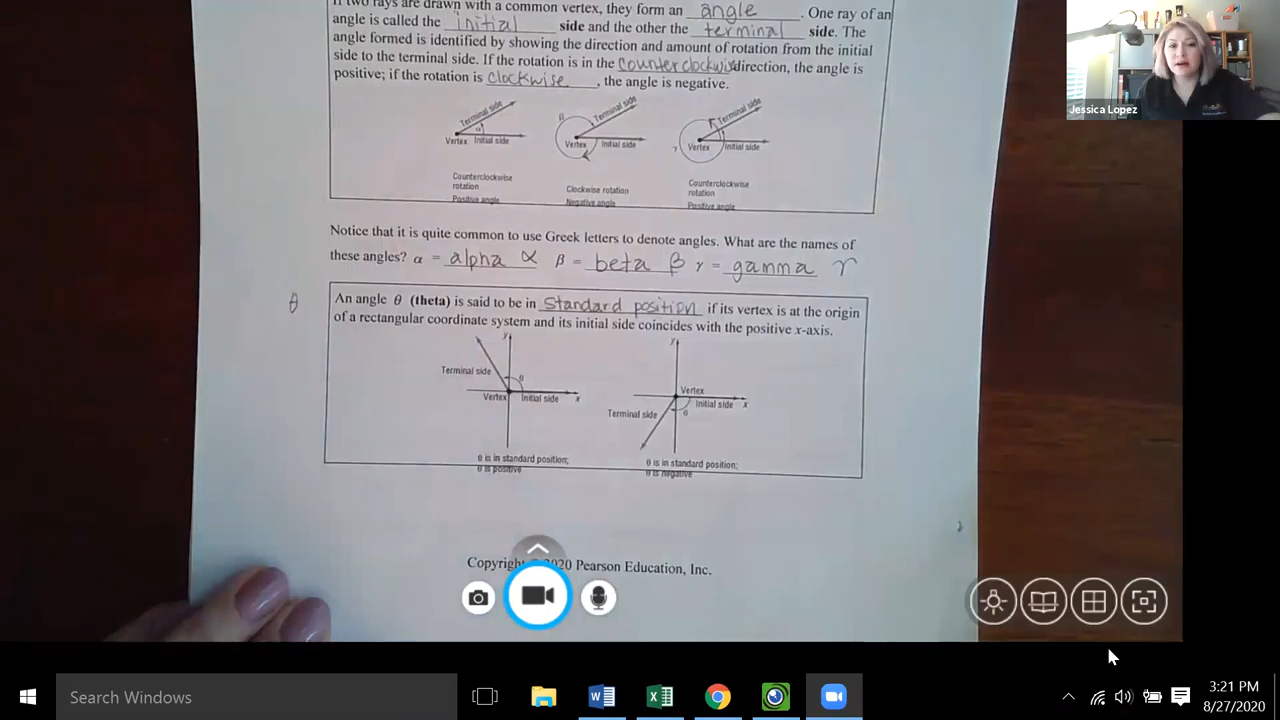 If two rays are drawn with a common vertex, they form an angle. One ray of an
angle is called the initial side and the other the terminal side. The
angle formed is identified by showing the direction and amount of rotation from the initial
side to the terminal side. If the rotation is in the counterclockwise direction, the angle is
positive; if the rotation is clockwise, the angle is negative.
Jessica Lopez
Terminal side
α
Vertex Initial side
Counterclockwise
rotation
Positive angle
Terminal side
β
Vertex Initial side
Clockwise rotation
Negative angle
Terminal side
γ
Vertex Initial side
Counterclockwise
rotation
Positive angle
Notice that it is quite common to use Greek letters to denote angles. What are the names of
these angles? α = alpha α β = beta β γ = gamma γ
θ
An angle θ (theta) is said to be in standard position if its vertex is at the origin
of a rectangular coordinate system and its initial side coincides with the positive x-axis.
y
Terminal side
θ
Vertex Initial side x
θ is in standard position;
θ is positive
y
Vertex
Initial side x
Terminal side
θ
θ is in standard position;
θ is negative
2
Copyright © 2020 Pearson Education, Inc.
Search Windows
3:21 PM
8/27/2020